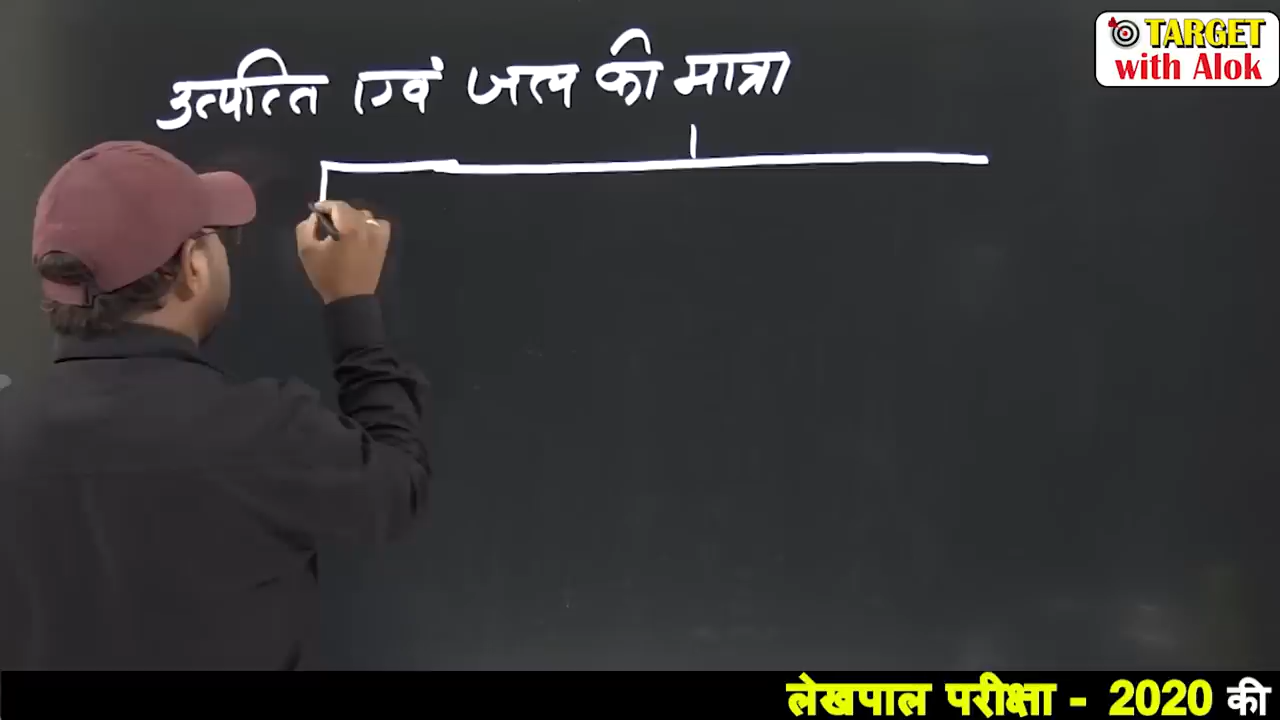 TARGET
with Alok
उत्पत्ति एवं जल की मात्रा
लेखपाल परीक्षा - 2020 की